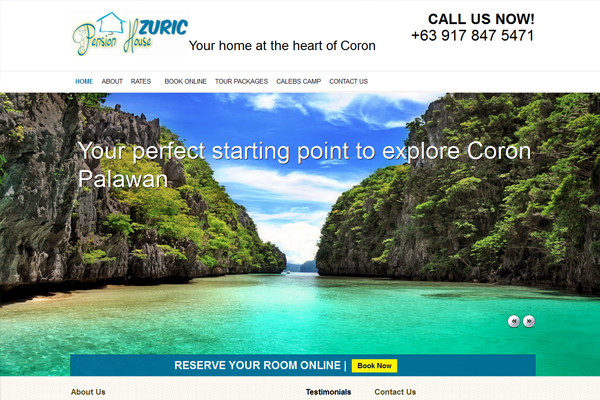 ZURIC
Pension House
Your home at the heart of Coron
CALL US NOW!
+63 917 847 5471
HOME ABOUT RATES BOOK ONLINE TOUR PACKAGES CALEBS CAMP CONTACT US
Your perfect starting point to explore Coron
Palawan
RESERVE YOUR ROOM ONLINE | Book Now
About Us Testimonials Contact Us